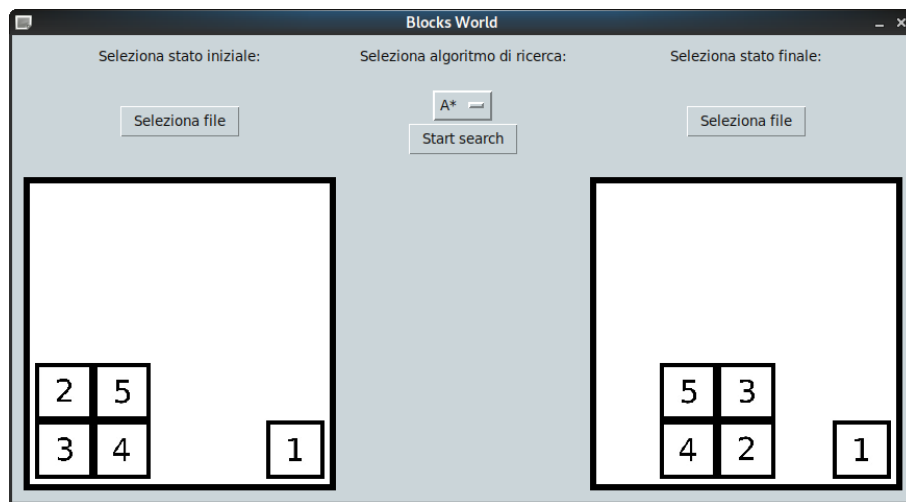 Blocks World
Seleziona stato iniziale:
Seleziona algoritmo di ricerca:
Seleziona stato finale:
A*
Seleziona file
Start search
Seleziona file
2 5
3 4 1
5 3
4 2 1